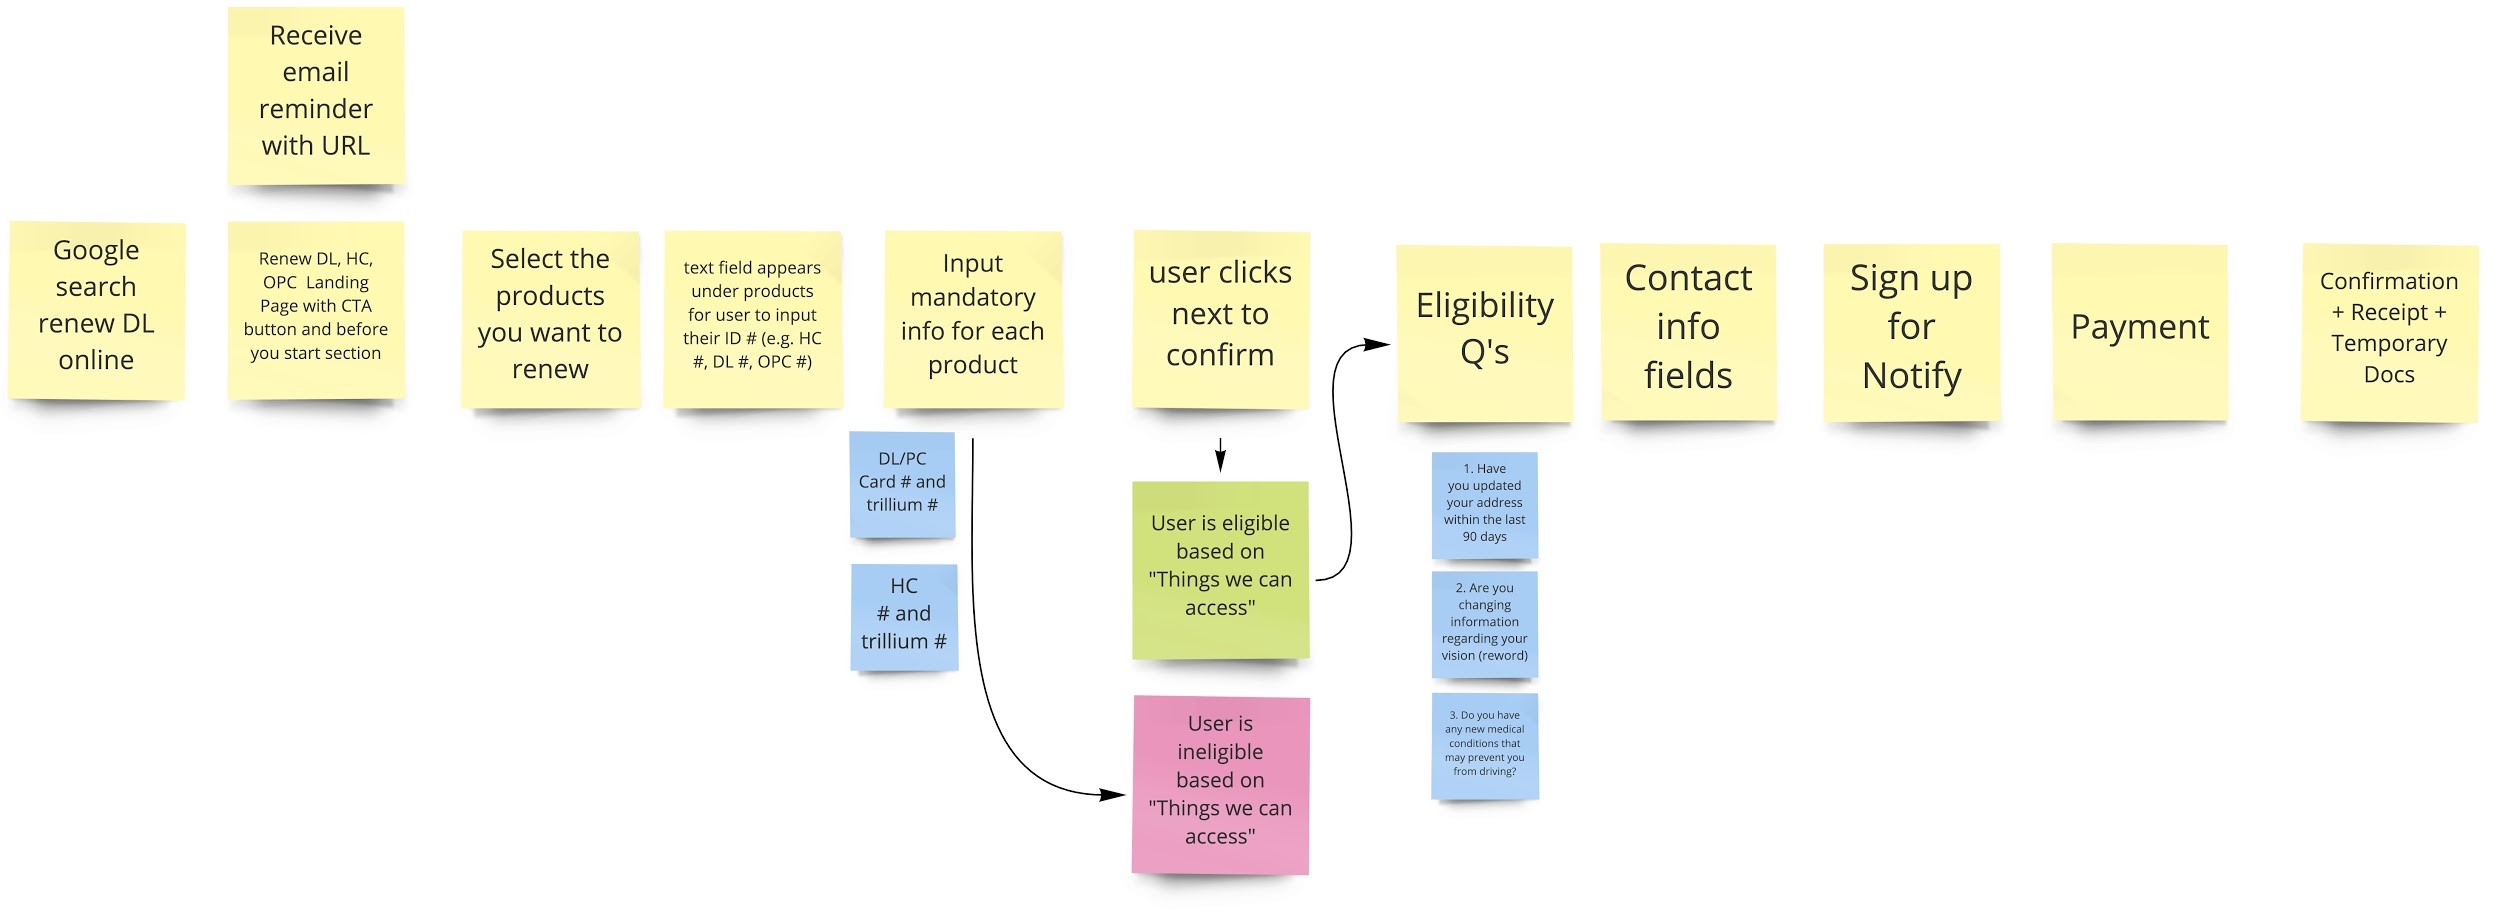 Receive
email
reminder
with URL
Google
search
renew DL
online
Renew DL, HC,
OPC  Landing
Page with CTA
button and before
you start section
Select the
products
you want to
renew
text field appears
under products
for user to input
their ID # (e.g. HC
#, DL #, OPC #)
Input
mandatory
info for each
product
user clicks
next to
confirm
Eligibility
Q's
Contact
info
fields
Sign up
for
Notify
Payment
Confirmation
+ Receipt +
Temporary
Docs
DL/PC
Card # and
trillium #
HC
# and
trillium #
User is eligible
based on
"Things we can
access"
User is
ineligible
based on
"Things we can
access"
1. Have
you updated
your address
within the last
90 days
2. Are you
changing
information
regarding your
vision (reword)
3. Do you have
any new medical
conditions that
may prevent you
from driving?